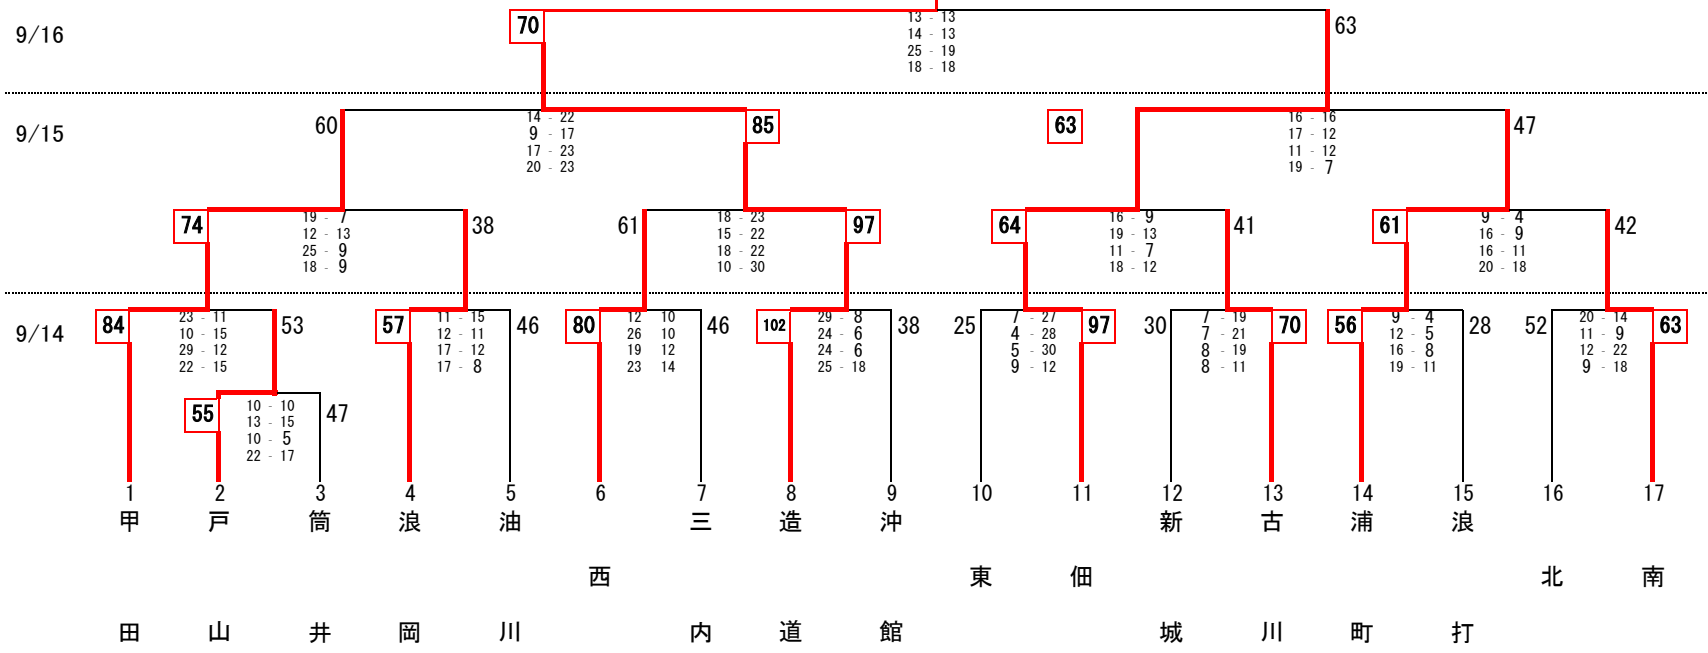 9/16
70
13 - 13
14 - 13
25 - 19
18 - 18
63
9/15
60
14 - 22
9 - 17
17 - 23
20 - 23
85
63
16 - 16
17 - 12
11 - 12
19 - 7
47
74
19 - 7
12 - 13
25 - 9
18 - 9
38
61
18 - 23
15 - 22
18 - 22
10 - 30
97
64
16 - 9
19 - 13
11 - 7
18 - 12
41
61
9 - 4
16 - 9
16 - 11
20 - 18
42
9/14
84
23 - 11
10 - 15
29 - 12
22 - 15
53
57
11 - 15
12 - 11
17 - 12
17 - 8
46
80
12 10
26 10
19 12
23 14
46
102
29 - 8
24 - 6
24 - 6
25 - 18
38
25
7 - 27
4 - 28
5 - 30
9 - 12
97
30
7 - 19
7 - 21
8 - 19
8 - 11
70
56
9 - 4
12 - 5
16 - 8
19 - 11
28
52
20 - 14
11 - 9
12 - 22
9 - 18
63
55
10 - 10
13 - 15
10 - 5
22 - 17
47
1 2 3 4 5 6 7 8 9 10 11 12 13 14 15 16 17
甲田
戸山
筒井
浪岡
油川
西
三内
造道
沖館
東
佃
新城
古川
浦町
浪打
北
南